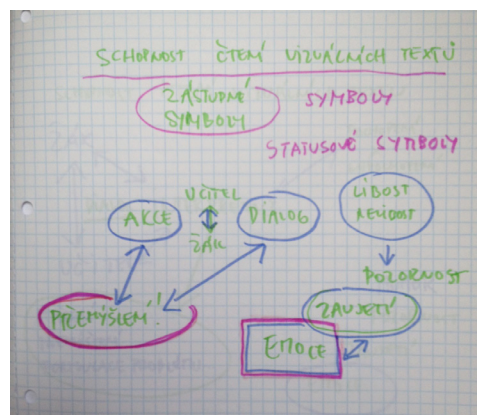 SCHOPNOST ČTENÍ VIZUÁLNÍCH TEXTŮ
ZÁSTUPNÉ
SYMBOLY
SYMBOLY
STATUSOVÉ SYMBOLY
AKCE
UČITEL
ŽÁK
DIALOG
LIBOST
NELIBOST
POZORNOST
PŘEMÝŠLENÍ!
ZAUJETÍ
EMOCE